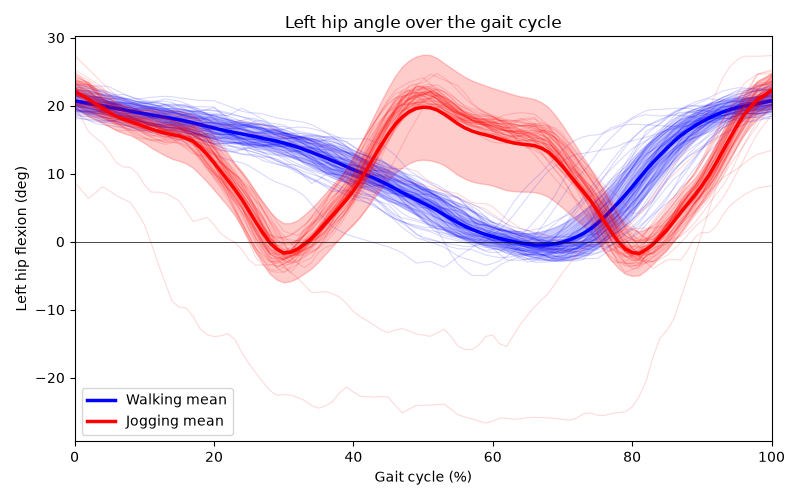 Left hip angle over the gait cycle
Left hip flexion (deg)
30
20
10
0
−10
−20
Walking mean
Jogging mean
0 20 40 60 80 100
Gait cycle (%)